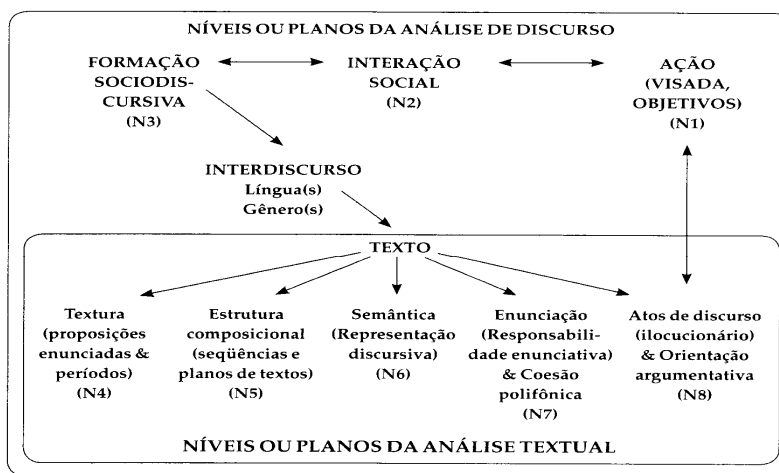 NÍVEIS OU PLANOS DA ANÁLISE DE DISCURSO
FORMAÇÃO
SOCIODIS-
CURSIVA
(N3)
INTERAÇÃO
SOCIAL
(N2)
AÇÃO
(VISADA,
OBJETIVOS)
(N1)
INTERDISCURSO
Língua(s)
Gênero(s)
TEXTO
Textura
(proposições
enunciadas &
períodos)
(N4)
Estrutura
composicional
(seqüências e
planos de textos)
(N5)
Semântica
(Representação
discursiva)
(N6)
Enunciação
(Responsabili-
dade enunciativa)
& Coesão
polifônica
(N7)
Atos de discurso
(ilocucionário)
& Orientação
argumentativa
(N8)
NÍVEIS OU PLANOS DA ANÁLISE TEXTUAL